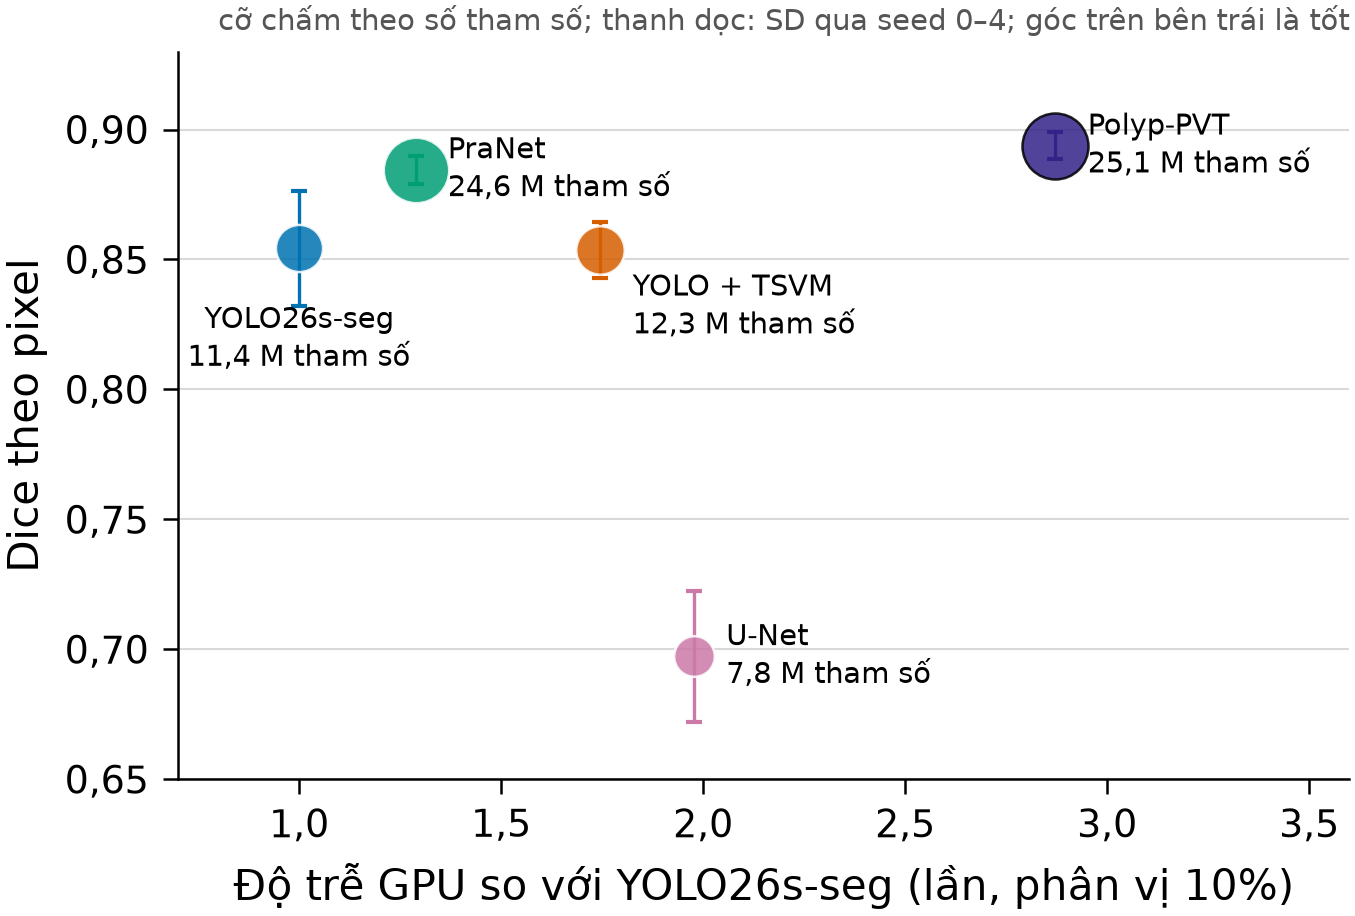 cỡ chấm theo số tham số; thanh dọc: SD qua seed 0–4; góc trên bên trái là tốt
Dice theo pixel
0,90
0,85
0,80
0,75
0,70
0,65
PraNet
24,6 M tham số
Polyp-PVT
25,1 M tham số
YOLO26s-seg
11,4 M tham số
YOLO + TSVM
12,3 M tham số
U-Net
7,8 M tham số
1,0 1,5 2,0 2,5 3,0 3,5
Độ trễ GPU so với YOLO26s-seg (lần, phân vị 10%)